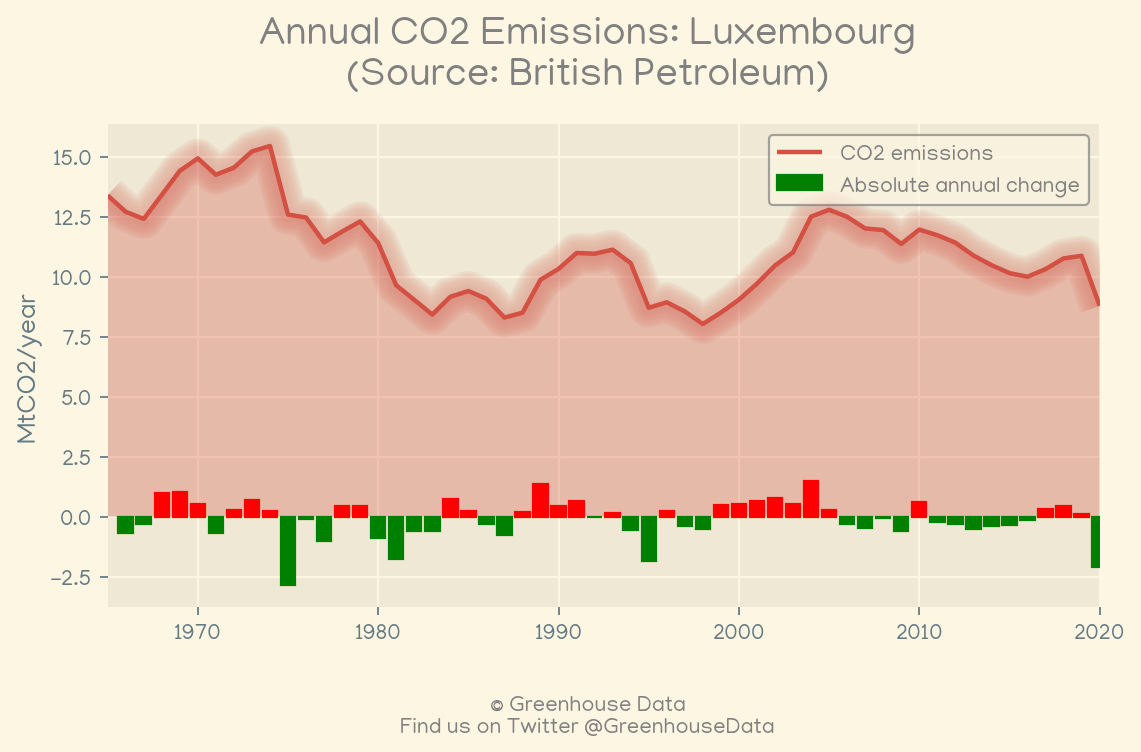 Annual CO2 Emissions: Luxembourg
(Source: British Petroleum)
MtCO2/year
15.0
12.5
10.0
7.5
5.0
2.5
0.0
−2.5
CO2 emissions
Absolute annual change
1970 1980 1990 2000 2010 2020
© Greenhouse Data
Find us on Twitter @GreenhouseData